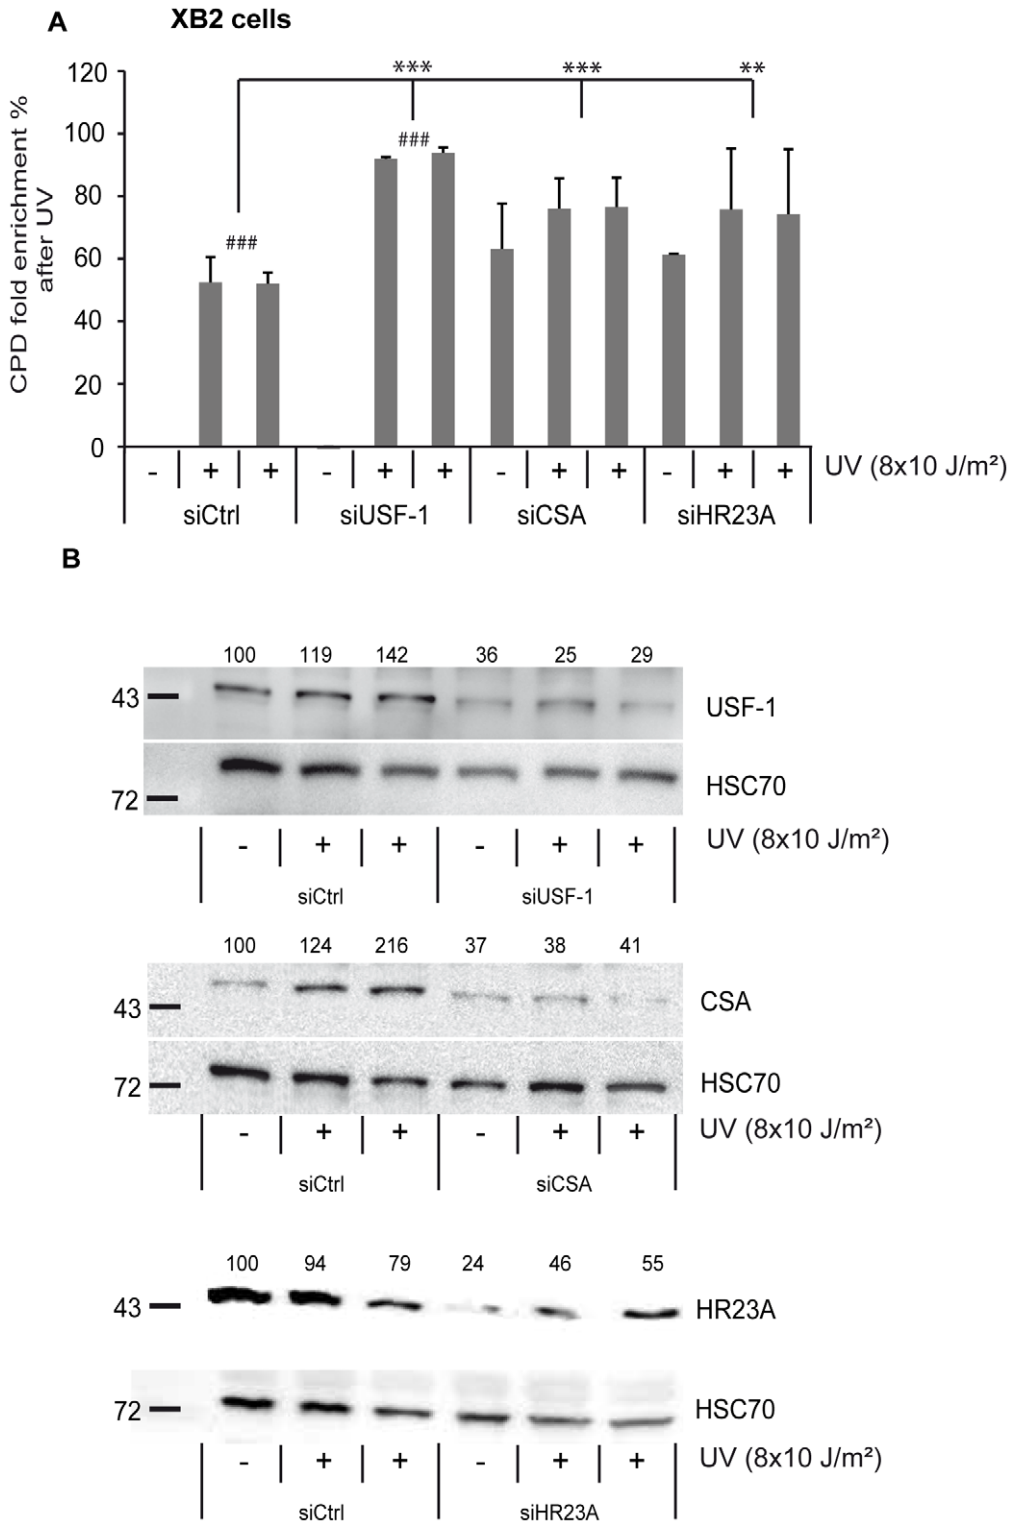 A
XB2 cells
CPD fold enrichment %
after UV
120
100
80
60
40
20
0
*** *** **
### ###
- + + - + + - + + - + + UV (8x10 J/m²)
siCtrl siUSF-1 siCSA siHR23A
B
100 119 142 36 25 29
43 USF-1
72 HSC70
- + + - + + UV (8x10 J/m²)
siCtrl siUSF-1
100 124 216 37 38 41
43 CSA
72 HSC70
- + + - + + UV (8x10 J/m²)
siCtrl siCSA
100 94 79 24 46 55
43 HR23A
72 HSC70
- + + - + + UV (8x10 J/m²)
siCtrl siHR23A